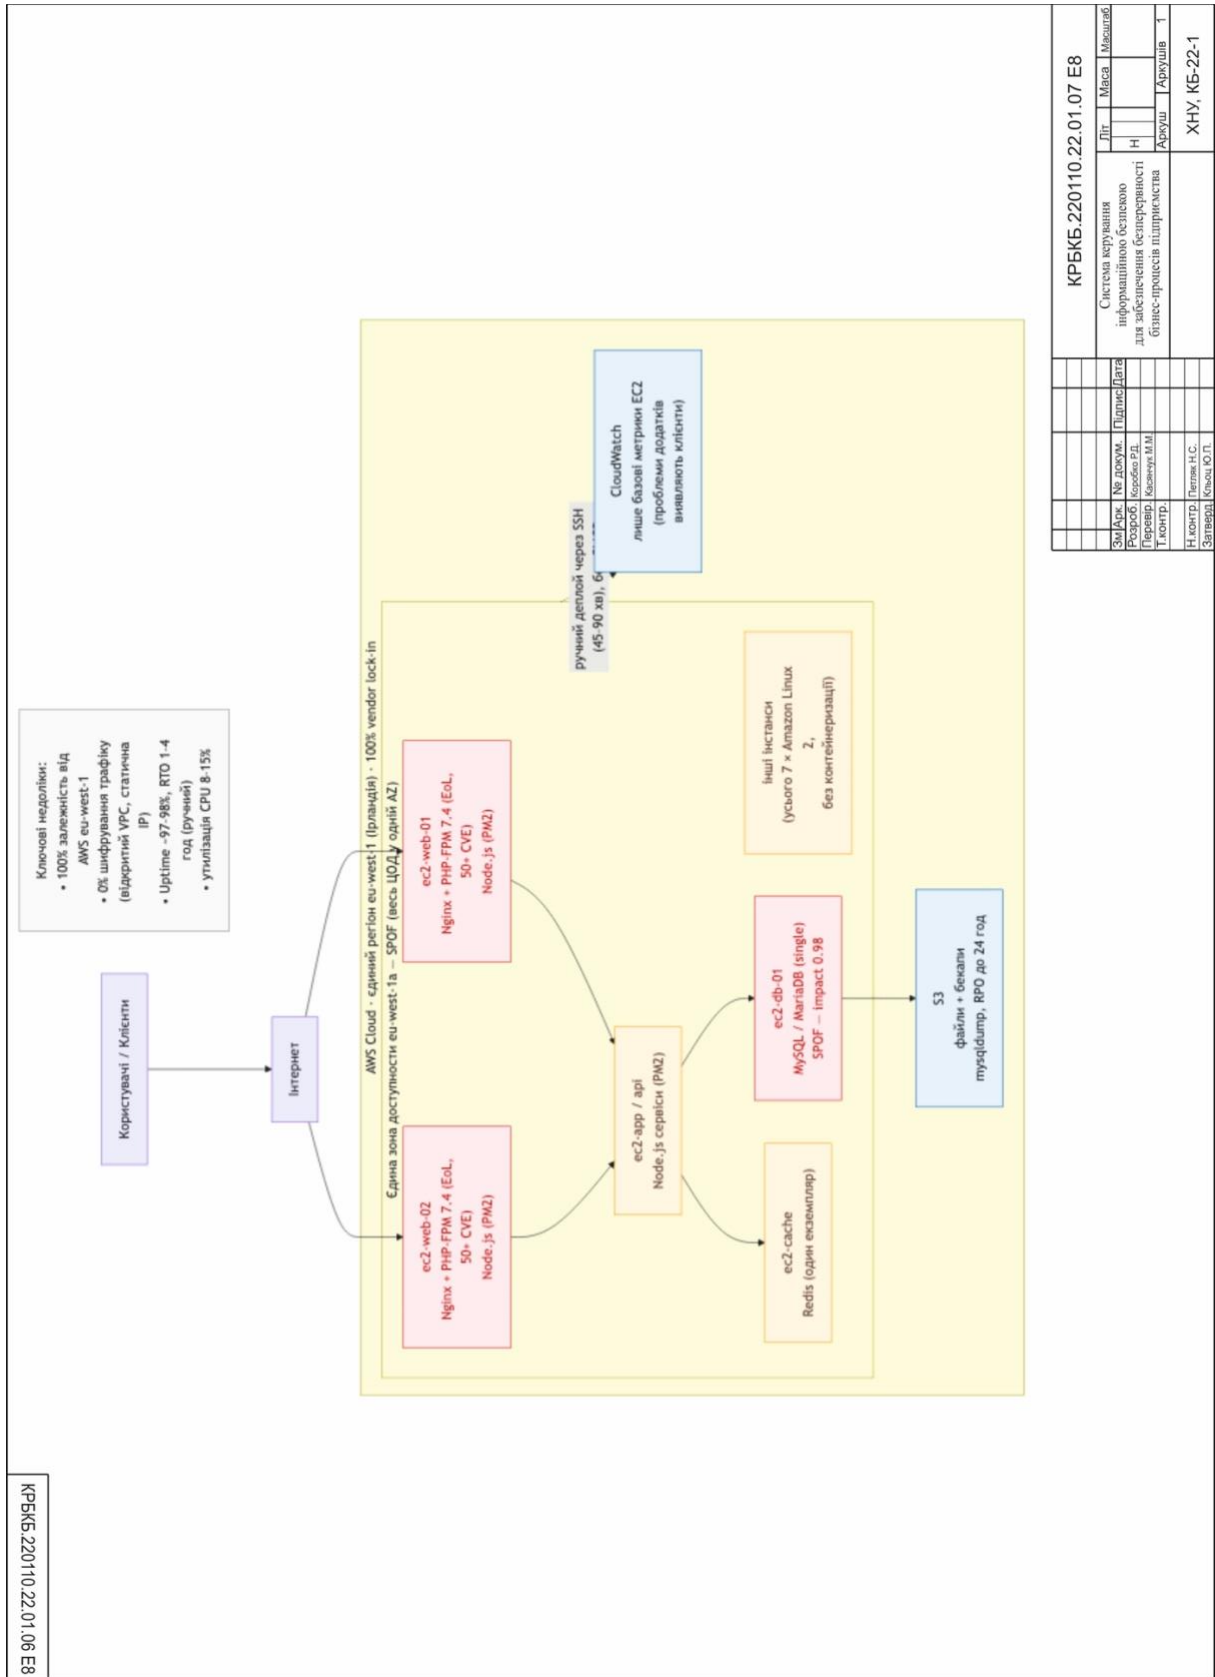 КРБКБ.220110.22.01.06 Е8
Ключові недоліки:
• 100% залежність від
AWS eu-west-1
• 0% шифрування трафіку
(відкритий VPC, статична
IP)
• Uptime ~97-98%, RTO 1-4
год (ручний)
• утилізація CPU 8-15%
Користувачі / Клієнти
Інтернет
AWS Cloud · єдиний регіон eu-west-1 (Ірландія) · 100% vendor lock-in
Єдина зона доступності eu-west-1a — SPOF (весь ЦОД у одній AZ)
ec2-web-02
Nginx + PHP-FPM 7.4 (EoL,
50+ CVE)
Node.js (PM2)
ec2-web-01
Nginx + PHP-FPM 7.4 (EoL,
50+ CVE)
Node.js (PM2)
ручний деплой через SSH
(45-90 хв),
CloudWatch
лише базові метрики EC2
(проблеми додатків
виявляють клієнти)
ec2-app / api
Node.js сервіси (PM2)
ec2-cache
Redis (один екземпляр)
ec2-db-01
MySQL / MariaDB (single)
SPOF — impact 0.98
інші інстанси
(усього 7 × Amazon Linux
2,
без контейнеризації)
S3
файли + бекапи
mysqldump, RPO до 24 год
КРБКБ.220110.22.01.07 Е8
Зм Арк. № докум. Підпис Дата
Розроб. Коробко Р.Д.
Перевір. Касянчук М.М.
Т.контр.
Н.контр. Петляк Н.С.
Затверд. Кльоц Ю.П.
Система керування
інформаційною безпекою
для забезпечення безперервності
бізнес-процесів підприємства
Літ Маса Масштаб
Н
Аркуш Аркушів 1
ХНУ, КБ-22-1